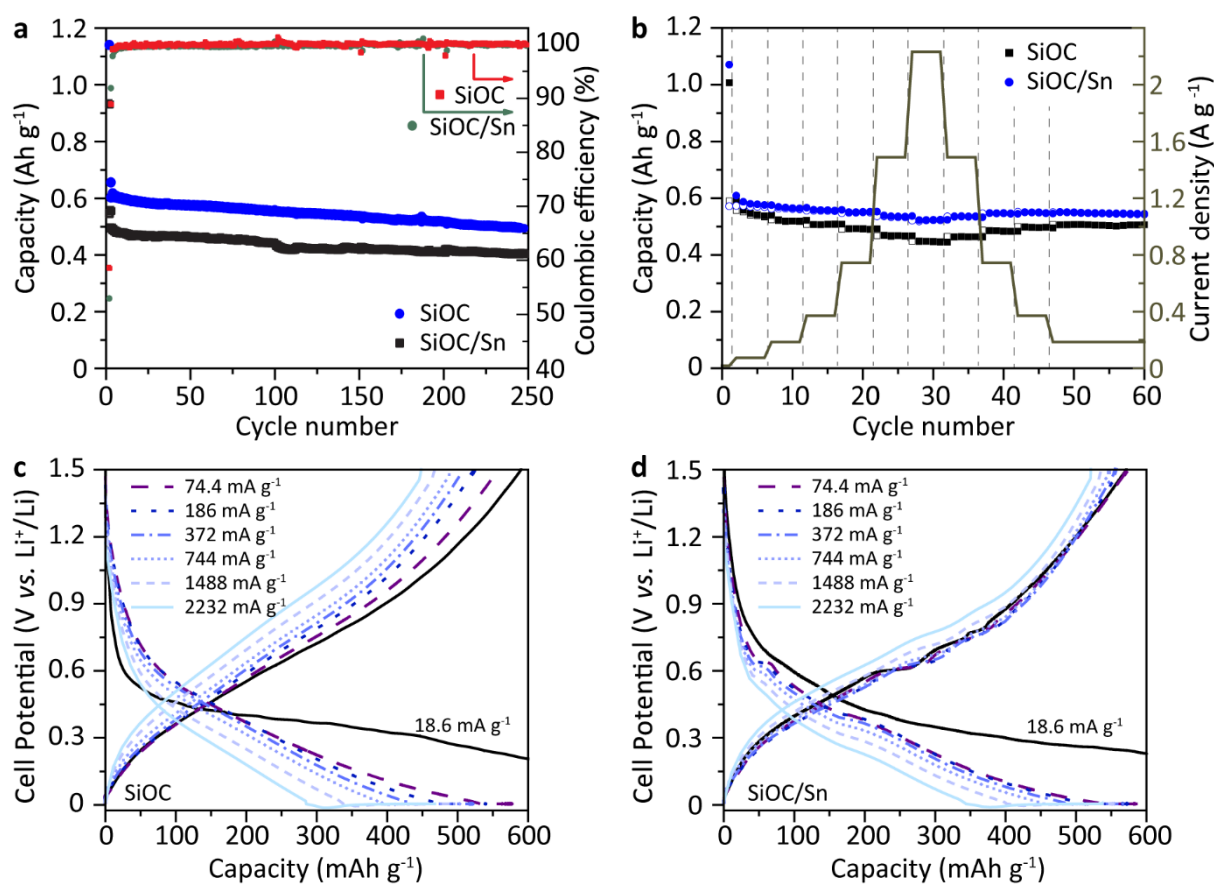 a
1.2
1.0
0.8
0.6
0.4
0.2
0
Capacity (Ah g⁻¹)
0 50 100 150 200 250
Cycle number
100
90
80
75
70
60
50
40
Coulombic efficiency (%)
SiOC
SiOC/Sn
SiOC
SiOC/Sn
b
1.2
1.0
0.8
0.6
0.4
0.2
0
Capacity (Ah g⁻¹)
0 10 20 30 40 50 60
Cycle number
2
1.6
1.2
0.8
0.4
0
Current density (A g⁻¹)
SiOC
SiOC/Sn
c
1.5
1.2
0.9
0.6
0.3
0
Cell Potential (V vs. Li⁺/Li)
74.4 mA g⁻¹
186 mA g⁻¹
372 mA g⁻¹
744 mA g⁻¹
1488 mA g⁻¹
2232 mA g⁻¹
18.6 mA g⁻¹
SiOC
0 100 200 300 400 500 600
Capacity (mAh g⁻¹)
d
1.5
1.2
0.9
0.6
0.3
0
Cell Potential (V vs. Li⁺/Li)
74.4 mA g⁻¹
186 mA g⁻¹
372 mA g⁻¹
744 mA g⁻¹
1488 mA g⁻¹
2232 mA g⁻¹
18.6 mA g⁻¹
SiOC/Sn
0 100 200 300 400 500 600
Capacity (mAh g⁻¹)